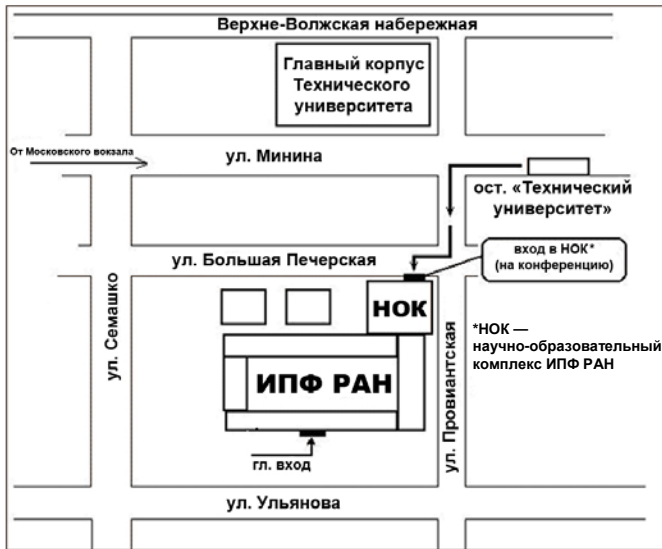 Верхне-Волжская набережная
Главный корпус
Технического
университета
От Московского вокзала
ул. Минина
ост. «Технический
университет»
ул. Большая Печерская
вход в НОК*
(на конференцию)
НОК
ул. Семашко
*НОК —
научно-образовательный
комплекс ИПФ РАН
ИПФ РАН
ул. Провиантская
гл. вход
ул. Ульянова